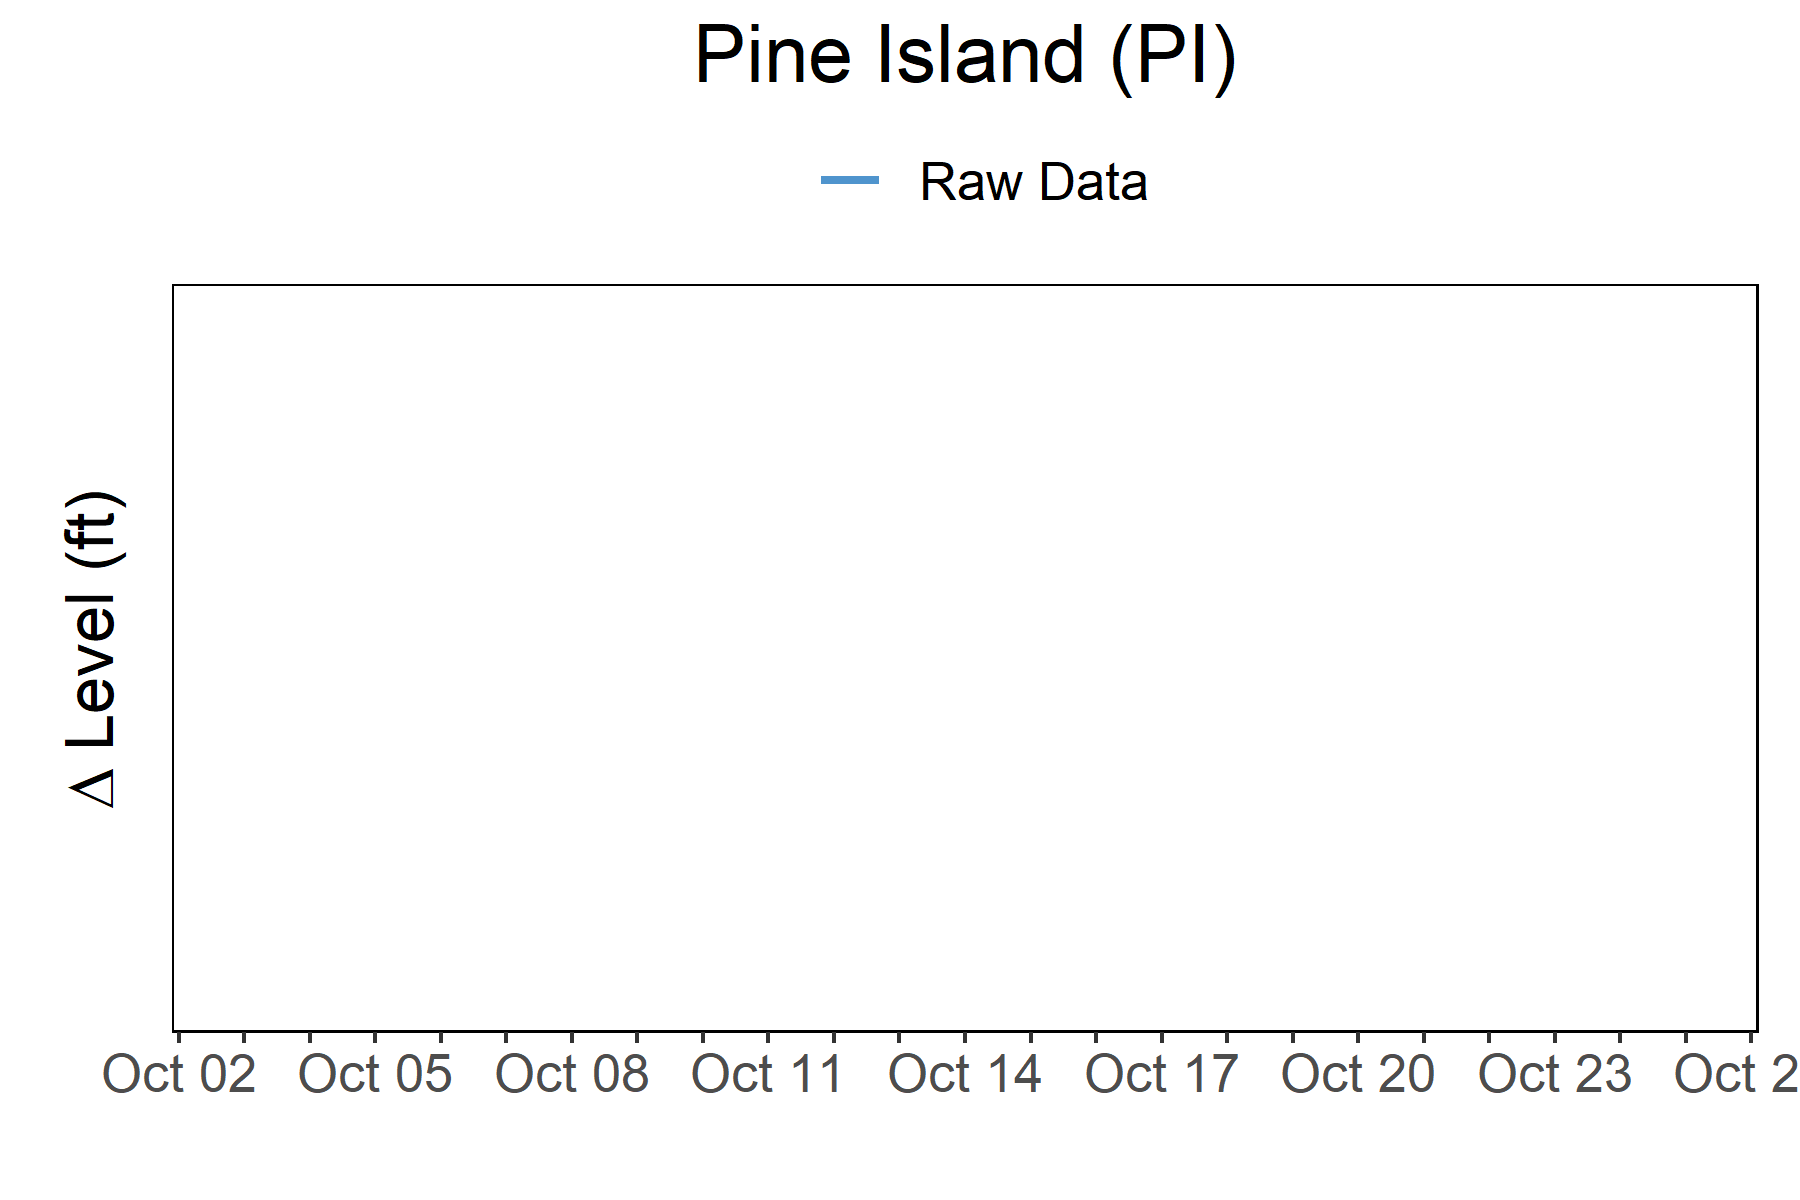 Pine Island (PI)
Raw Data
Δ Level (ft)
Oct 02 Oct 05 Oct 08 Oct 11 Oct 14 Oct 17 Oct 20 Oct 23 Oct 2